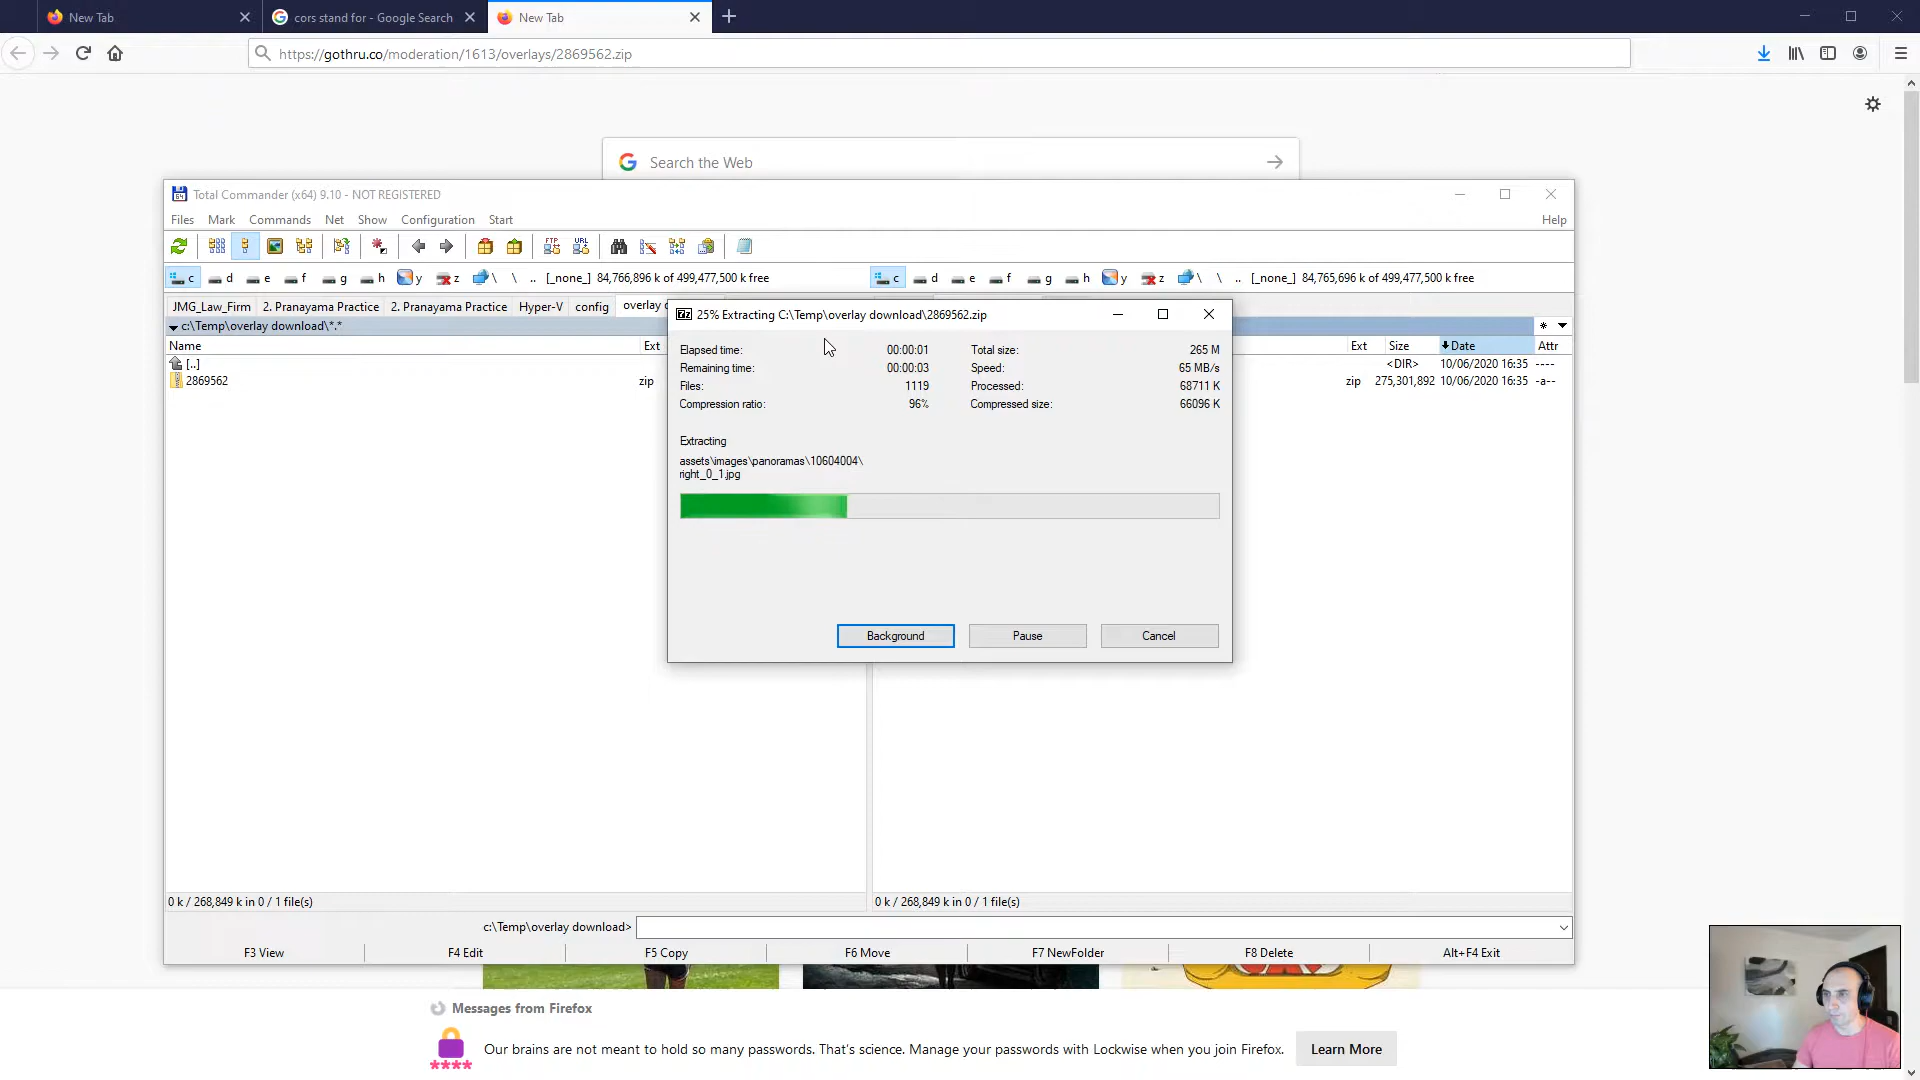 New Tab
cors stand for - Google Search
New Tab
https://gothru.co/moderation/1613/overlays/2869562.zip
Search the Web
Total Commander (x64) 9.10 - NOT REGISTERED
Files Mark Commands Net Show Configuration Start Help
FTP URL
c d e f g h y z \ .. [_none_] 84,766,896 k of 499,477,500 k free
c d e f g h y z \ .. [_none_] 84,765,696 k of 499,477,500 k free
JMG_Law_Firm 2. Pranayama Practice 2. Pranayama Practice Hyper-V config overlay
c:\Temp\overlay download\*.*
* 
Name Ext
Ext Size Date Attr
[..]
<DIR> 10/06/2020 16:35 ----
2869562 zip
zip 275,301,892 10/06/2020 16:35 -a--
25% Extracting C:\Temp\overlay download\2869562.zip
Elapsed time: 00:00:01 Total size: 265 M
Remaining time: 00:00:03 Speed: 65 MB/s
Files: 1119 Processed: 68711 K
Compression ratio: 96% Compressed size: 66096 K
Extracting
assets\images\panoramas\10604004\
right_0_1.jpg
Background Pause Cancel
0 k / 268,849 k in 0 / 1 file(s)
0 k / 268,849 k in 0 / 1 file(s)
c:\Temp\overlay download>
F3 View F4 Edit F5 Copy F6 Move F7 NewFolder F8 Delete Alt+F4 Exit
Messages from Firefox
Our brains are not meant to hold so many passwords. That's science. Manage your passwords with Lockwise when you join Firefox.
Learn More